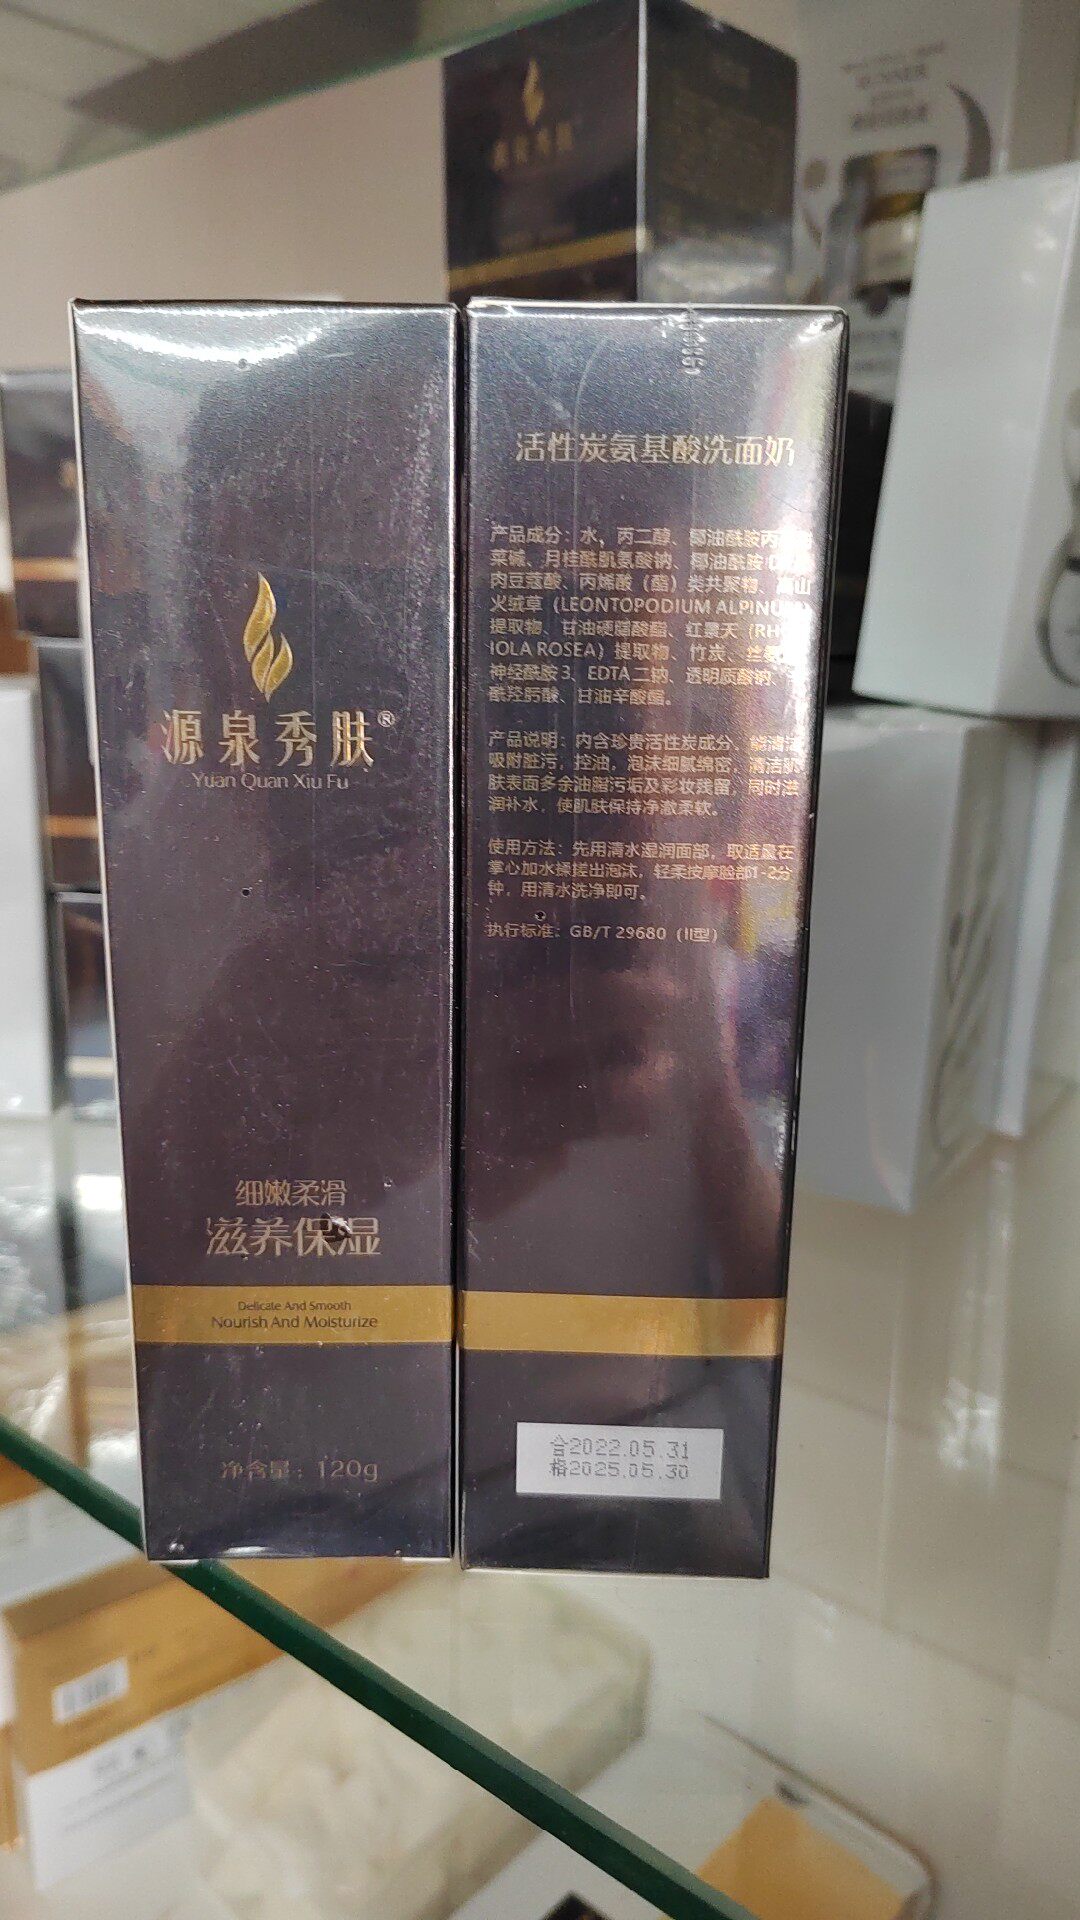 源泉秀肤®
Yuan Quan Xiu Fu
细嫩柔滑
滋养保湿
Delicate And Smooth
Nourish And Moisturize
净含量：120g
活性炭氨基酸洗面奶
产品成分：水，丙二醇、椰油酰胺丙
菜碱、月桂酰肌氨酸钠、椰油酰胺
肉豆蔻酸、丙烯酸（酯）类共聚物、高山
火绒草（LEONTOPODIUM ALPINUM）
提取物、甘油硬脂酸酯、红景天（RHO
IOLA ROSEA）提取物、竹炭、丝氨
神经酰胺3、EDTA二钠、透明质酸钠、
酰羟肟酸、甘油辛酸酯。
产品说明：内含珍贵活性炭成分，能清洁
吸附脏污，控油，泡沫细腻绵密，清洁肌
肤表面多余油脂污垢及彩妆残留，同时滋
润补水，使肌肤保持净澈柔软。
使用方法：先用清水湿润面部，取适量在
掌心加水揉搓出泡沫，轻柔按摩脸部1-2分
钟，用清水洗净即可。
执行标准：GB/T 29680（II型）
合2022.05.31
格2025.05.30